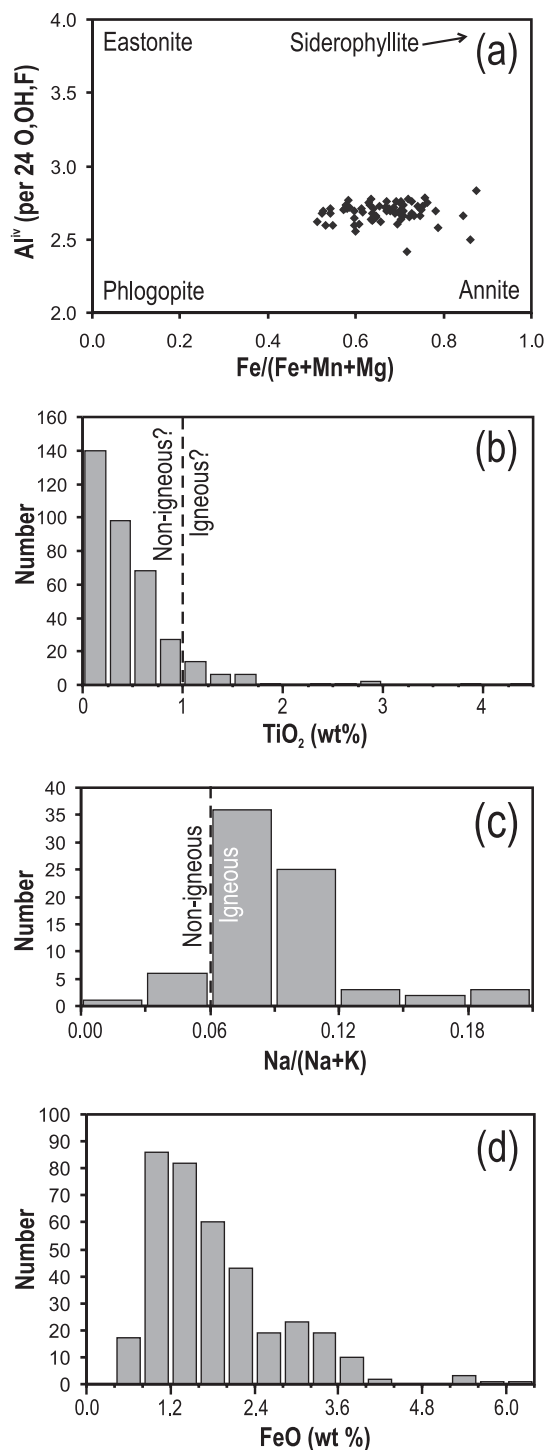 4.0
Eastonite
Siderophyllite
(a)
3.5
3.0
2.5
2.0
Al^iv (per 24 O,OH,F)
Phlogopite
Annite
0.0 0.2 0.4 0.6 0.8 1.0
Fe/(Fe+Mn+Mg)
160
140
120
100
80
60
40
20
0
Number
Non-igneous?
Igneous?
(b)
0 1 2 3 4
TiO2 (wt%)
40
35
30
25
20
15
10
5
0
Number
Non-igneous
Igneous
(c)
0.00 0.06 0.12 0.18
Na/(Na+K)
100
90
80
70
60
50
40
30
20
10
0
Number
(d)
0.0 1.2 2.4 3.6 4.8 6.0
FeO (wt %)